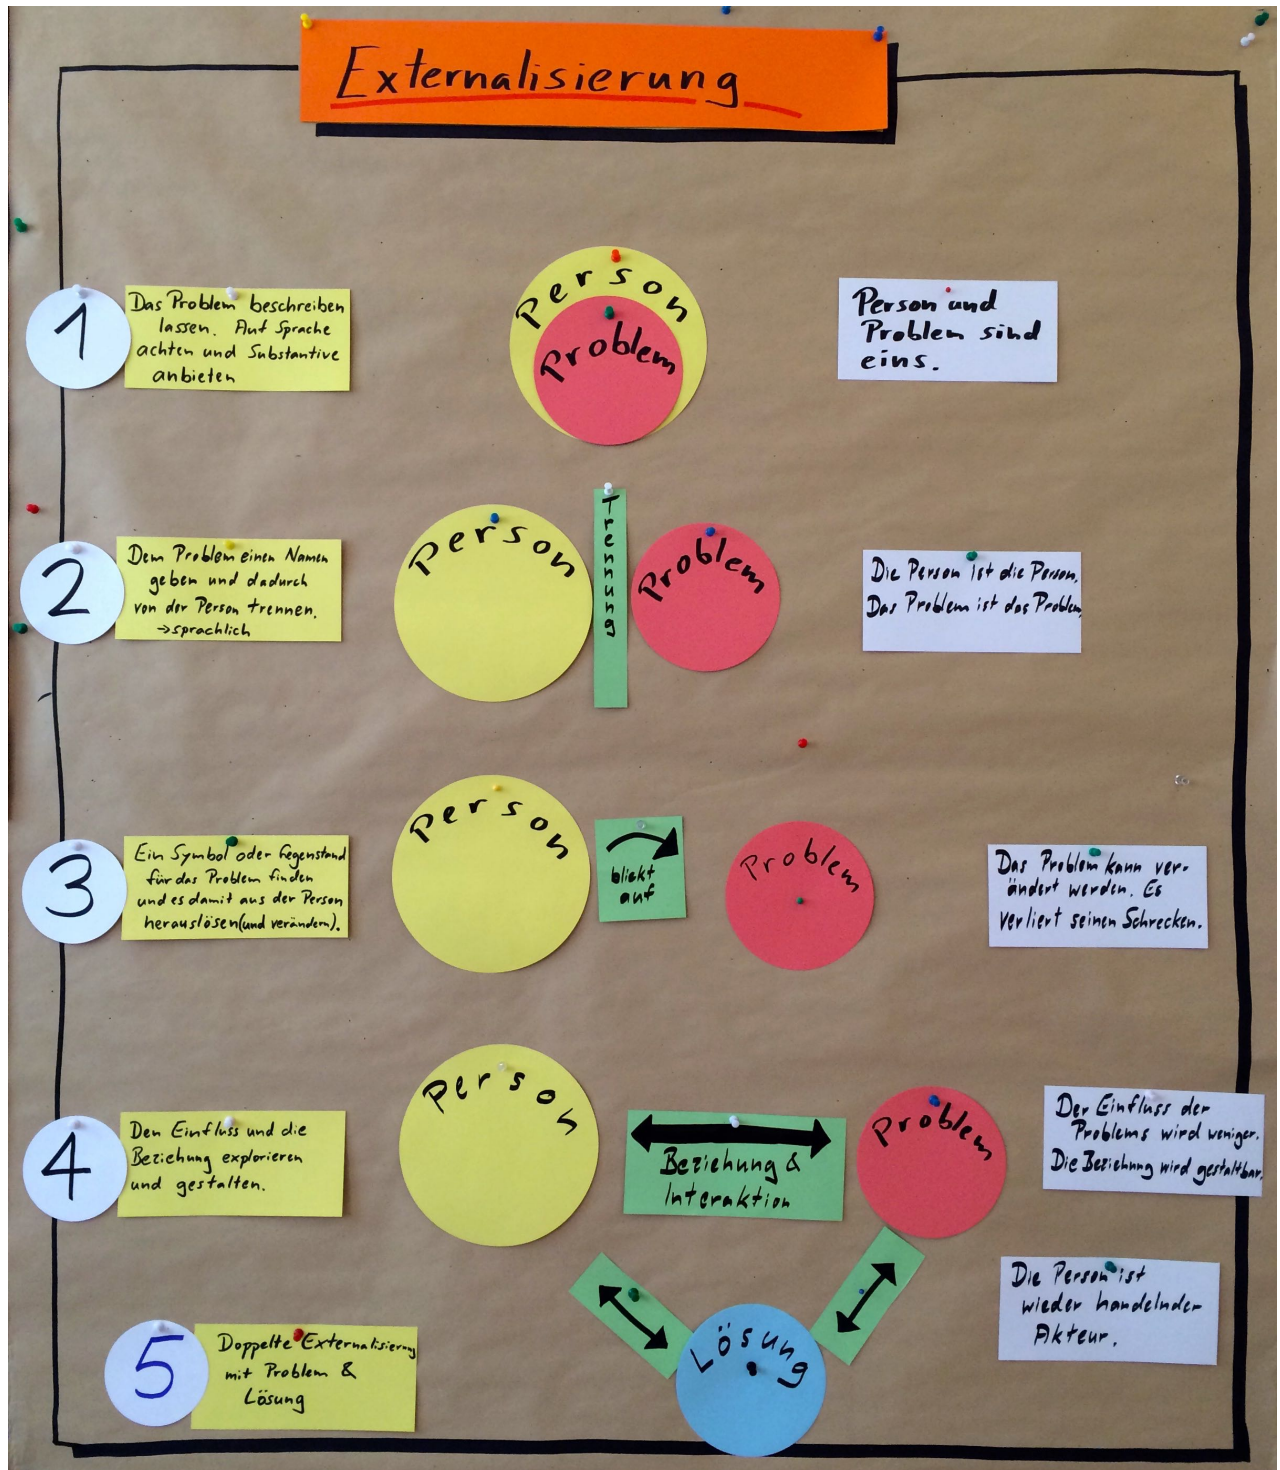 Externalisierung
1
Das Problem beschreiben
lassen. Auf Sprache
achten und Substantive
anbieten
Person
Problem
Person und
Problem sind
eins.
2
Dem Problem einen Namen
geben und dadurch
von der Person trennen.
→sprachlich
Person
Trennung
Problem
Die Person ist die Person.
Das Problem ist das Problem
3
Ein Symbol oder Gegenstand
für das Problem finden
und es damit aus der Person
herauslösen(und verändern).
Person
blickt
auf
Problem
Das Problem kann ver-
ändert werden. Es
verliert seinen Schrecken.
4
Den Einfluss und die
Beziehung explorieren
und gestalten.
Person
Beziehung &
Interaktion
Problem
Der Einfluss der
Problems wird weniger.
Die Beziehung wird gestaltbar.
5
Doppelte Externalisierung
mit Problem &
Lösung
Lösung
Die Person ist
wieder handelnder
Akteur.